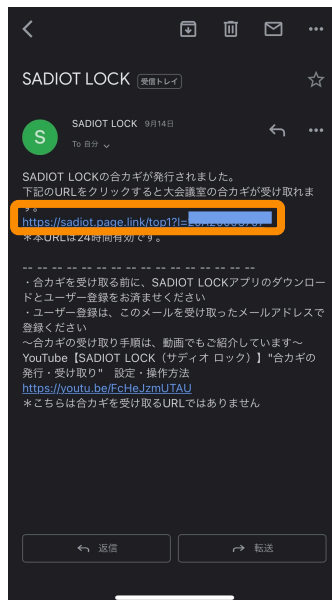 SADIOT LOCK 受信トレイ
S
SADIOT LOCK 9月14日
To 自分
SADIOT LOCKの合カギが発行されました。
下記のURLをクリックすると大会議室の合カギが受け取れま
す。
https://sadiot.page.link/top1?l=
＊本URLは24時間有効です。
-- -- -- -- -- -- -- -- -- -- -- -- -- -- -- --
・合カギを受け取る前に、SADIOT LOCKアプリのダウンロー
ドとユーザー登録をお済ませください
・ユーザー登録は、このメールを受け取ったメールアドレスで
登録ください
〜合カギの受け取り手順は、動画でもご紹介しています〜
YouTube【SADIOT LOCK（サディオ ロック）】"合カギの
発行・受け取り" 設定・操作方法
https://youtu.be/FcHeJzmUTAU
＊こちらは合カギを受け取るURLではありません
返信
転送